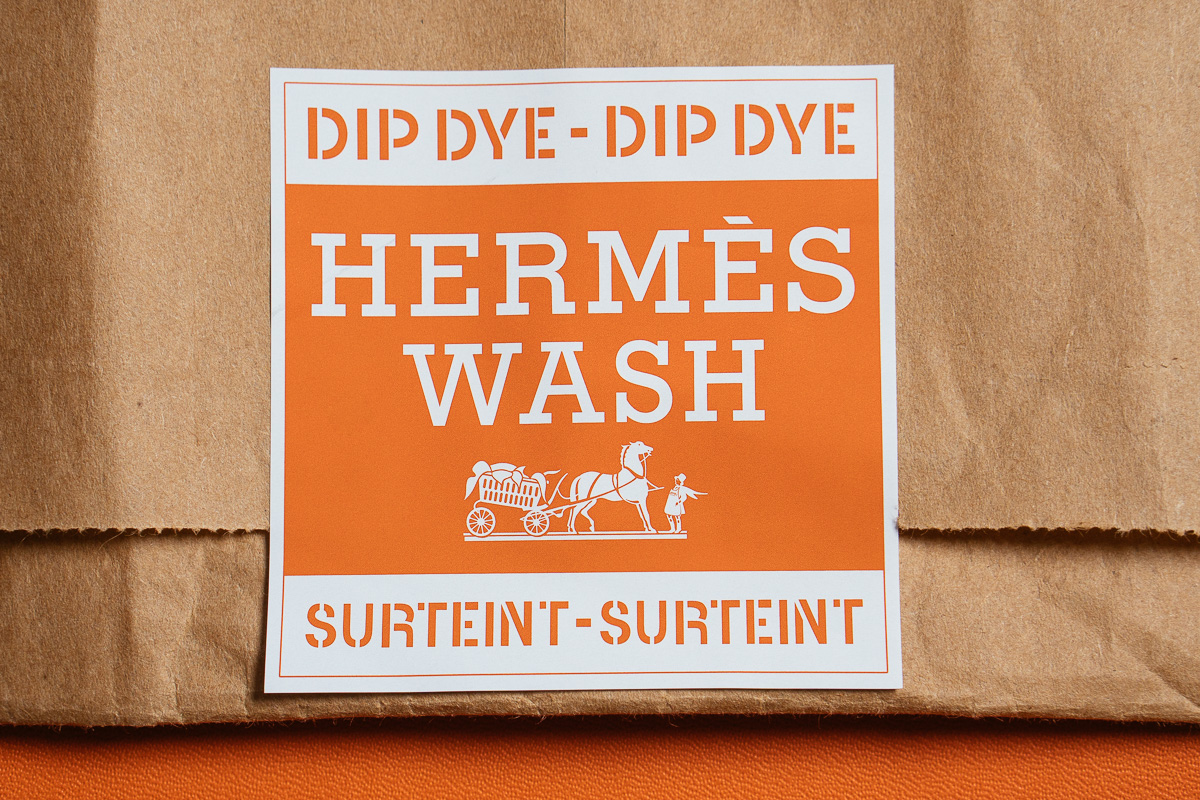 DIP DYE - DIP DYE
HERMÈS
WASH
SURTEINT-SURTEINT